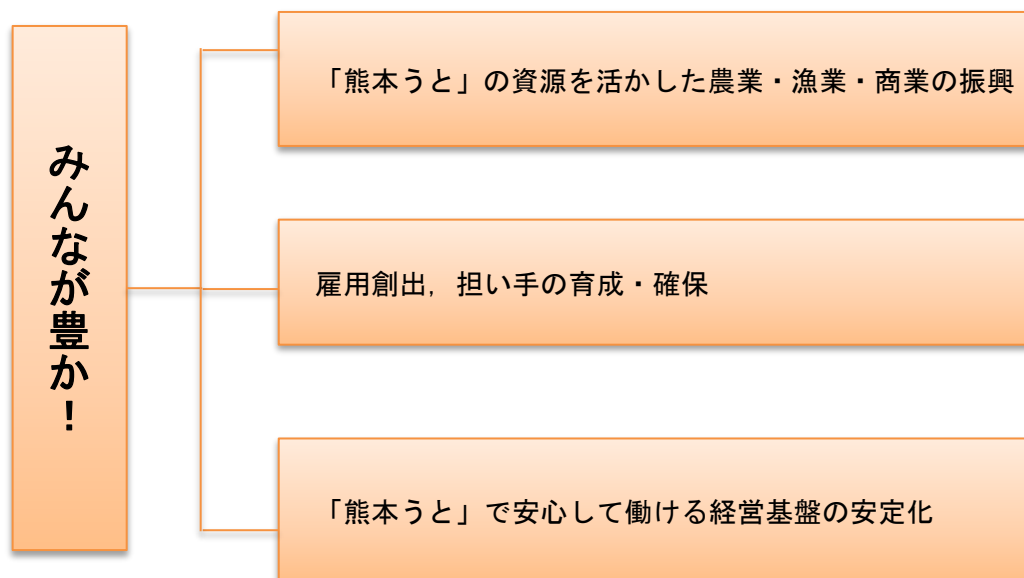 みんなが豊か！
「熊本うと」の資源を活かした農業・漁業・商業の振興
雇用創出，担い手の育成・確保
「熊本うと」で安心して働ける経営基盤の安定化